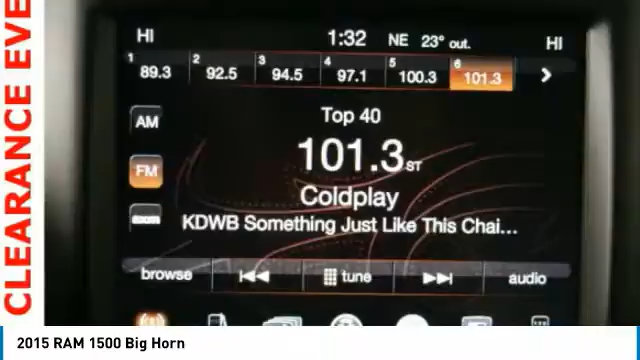 CLEARANCE EVE
HI 1:32 NE 23° out. HI
1 89.3 2 92.5 3 94.5 4 97.1 5 100.3 6 101.3
AM
Top 40
101.3 ST
FM
Coldplay
KDWB Something Just Like This Chai...
browse tune audio
2015 RAM 1500 Big Horn